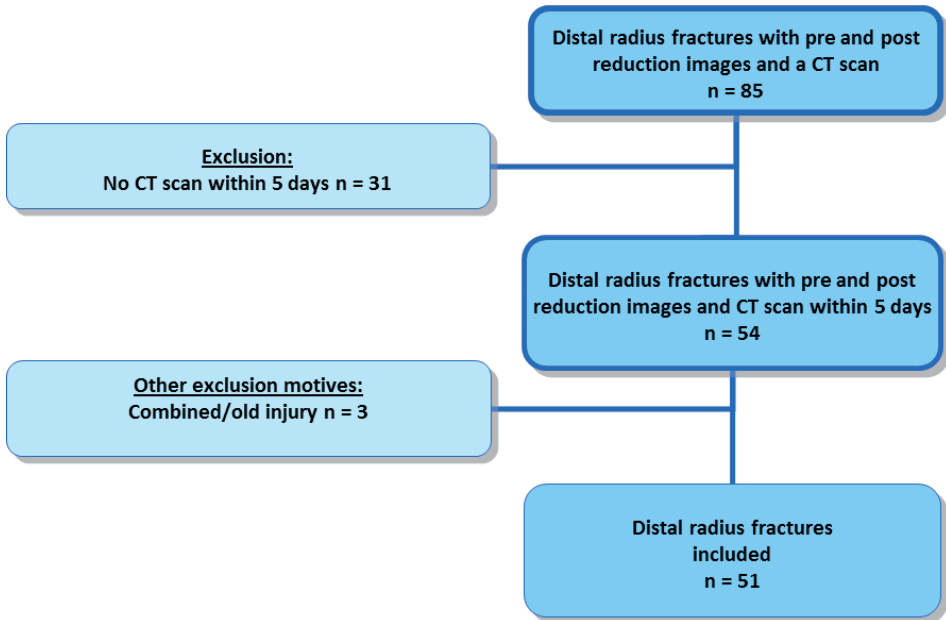 Distal radius fractures with pre and post
reduction images and a CT scan
n = 85
Exclusion:
No CT scan within 5 days n = 31
Distal radius fractures with pre and post
reduction images and CT scan within 5 days
n = 54
Other exclusion motives:
Combined/old injury n = 3
Distal radius fractures
included
n = 51